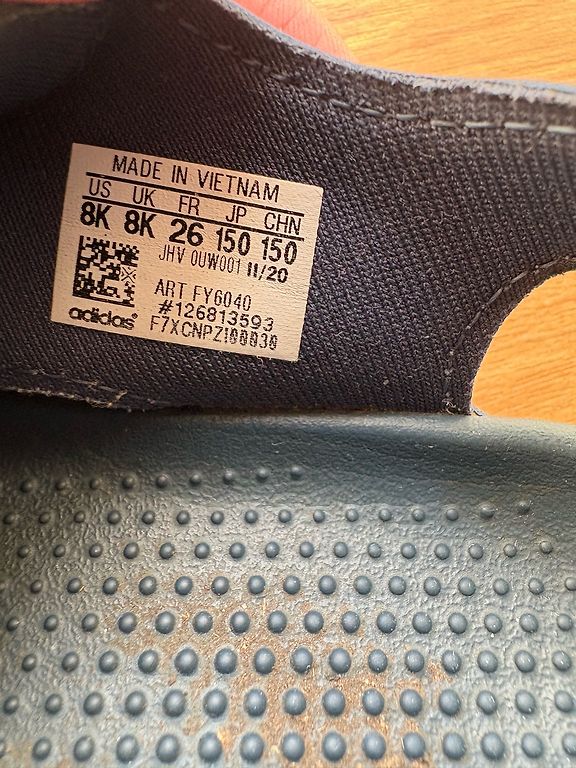 MADE IN VIETNAM
US UK FR JP CHN
8K 8K 26 150 150
JHV 0UW001 11/20
ART FY6040
#126813593
adidas F7XCNPZI00030